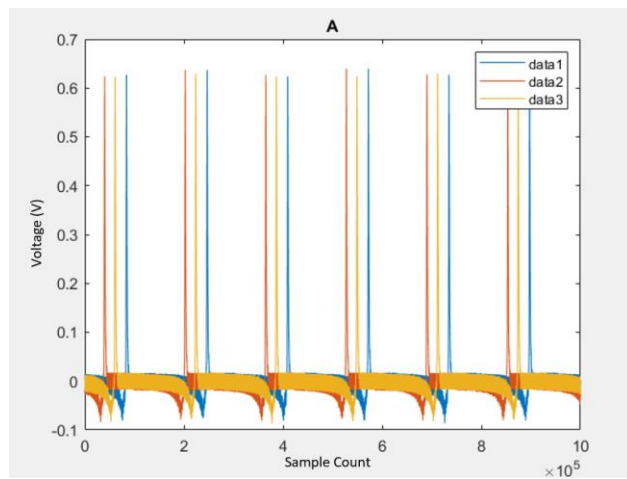 A
0.7
0.6
0.5
0.4
0.3
0.2
0.1
0
-0.1
Voltage (V)
data1
data2
data3
0 2 4 6 8 10
Sample Count
×10⁵